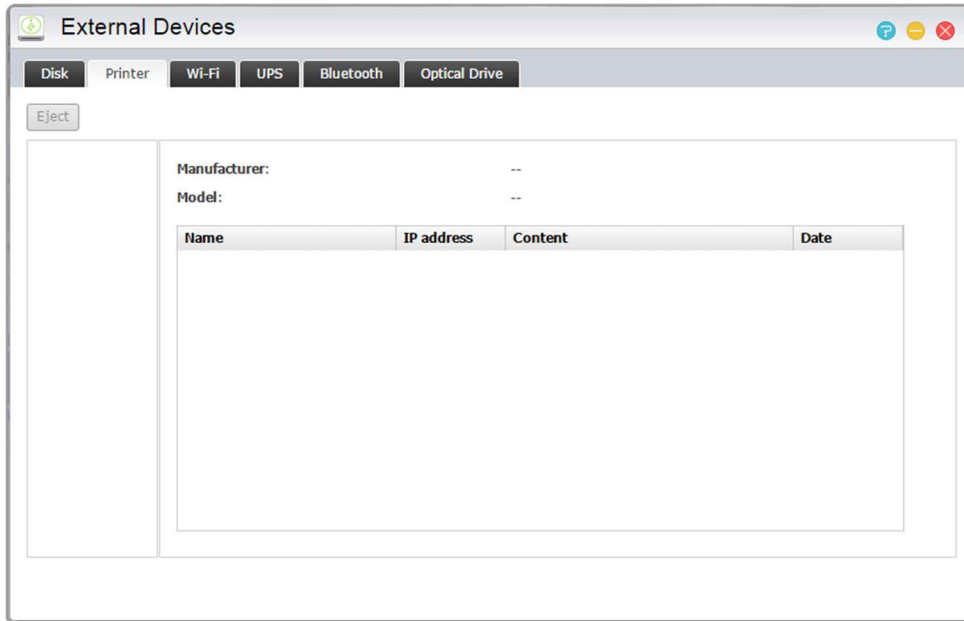 External Devices
Disk Printer Wi-Fi UPS Bluetooth Optical Drive
Eject
Manufacturer: --
Model: --
Name IP address Content Date